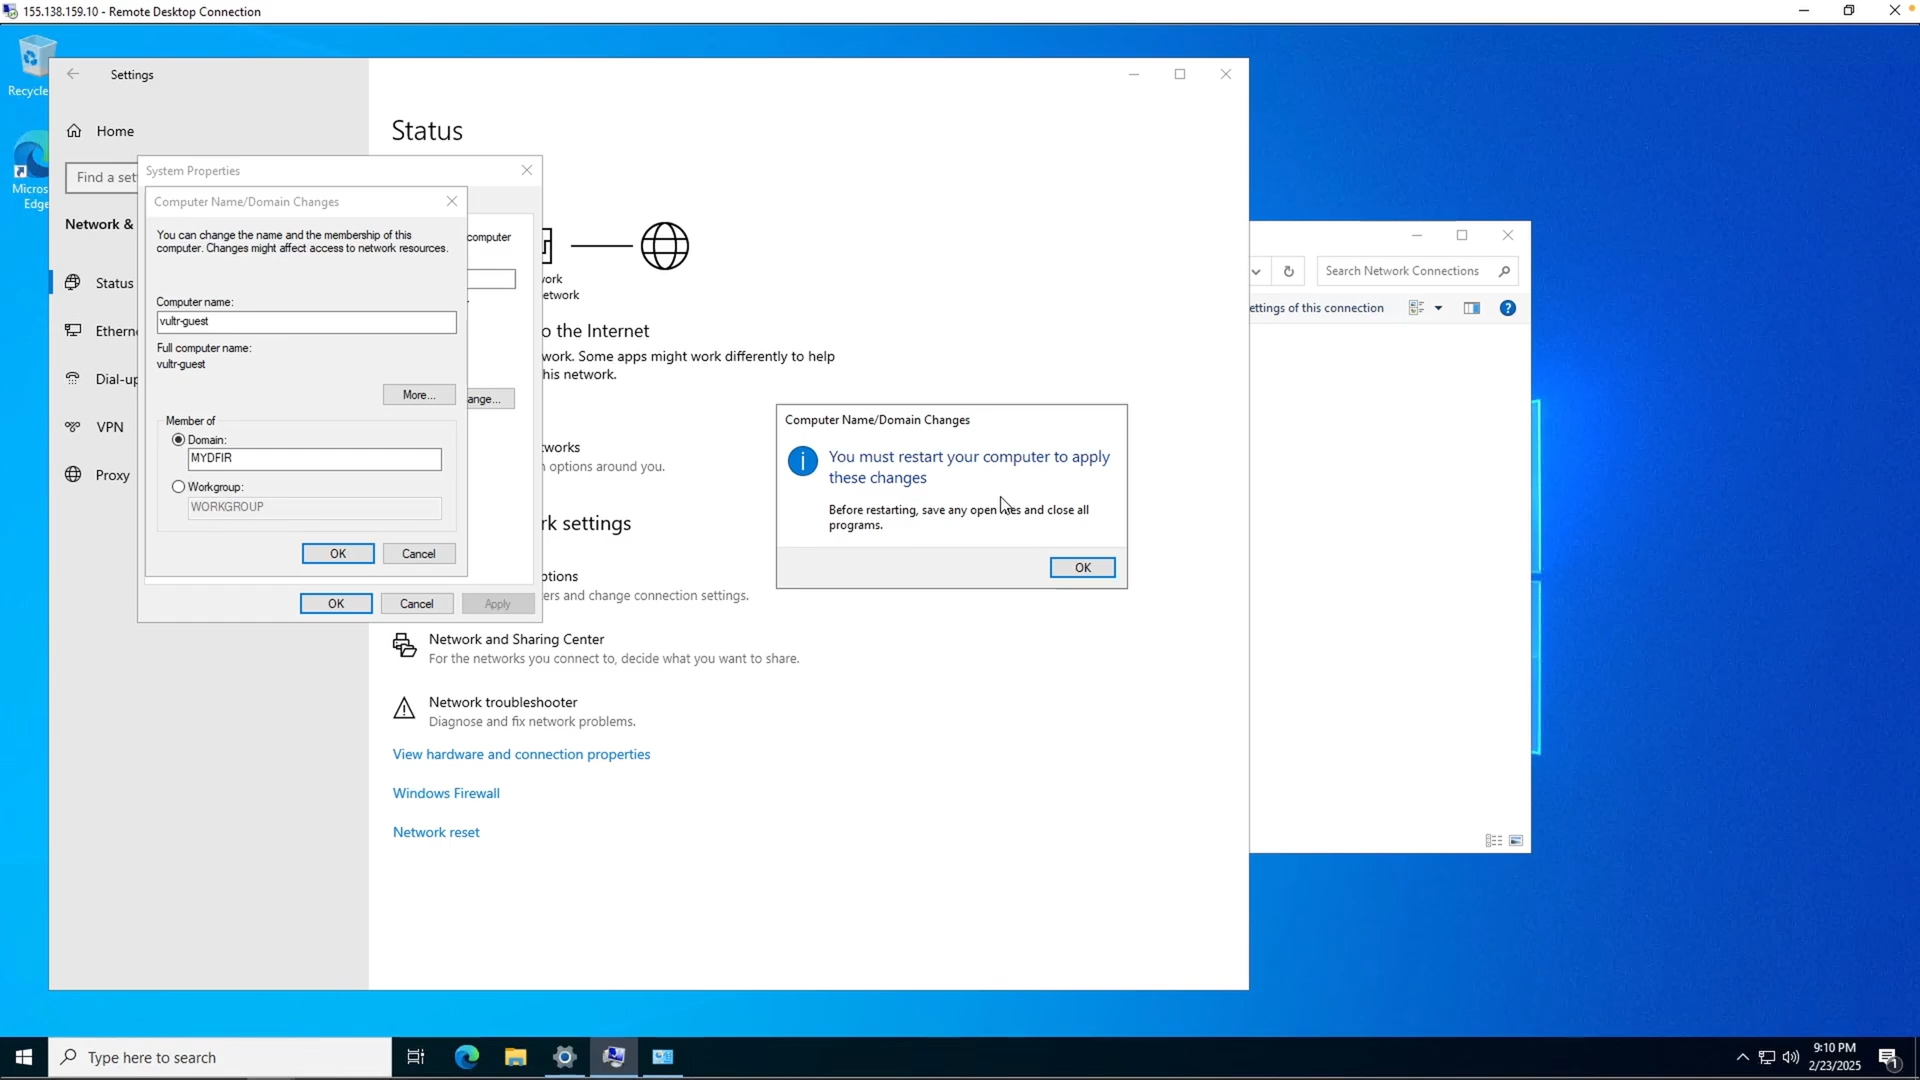 155.138.159.10 - Remote Desktop Connection
Recycle
Micros
Edge
Settings
Home
Find a set
Network &
Status
Ethern
Dial-up
VPN
Proxy
Status
System Properties
computer
ange...
OK
Cancel
Apply
Computer Name/Domain Changes
You can change the name and the membership of this
computer. Changes might affect access to network resources.
Computer name:
vultr-guest
Full computer name:
vultr-guest
More...
Member of
Domain:
MYDFIR
Workgroup:
WORKGROUP
OK
Cancel
ork
etwork
o the Internet
work. Some apps might work differently to help
his network.
tworks
n options around you.
rk settings
ptions
ers and change connection settings.
Network and Sharing Center
For the networks you connect to, decide what you want to share.
Network troubleshooter
Diagnose and fix network problems.
View hardware and connection properties
Windows Firewall
Network reset
Computer Name/Domain Changes
You must restart your computer to apply
these changes
Before restarting, save any open files and close all
programs.
OK
Search Network Connections
ettings of this connection
Type here to search
9:10 PM
2/23/2025
1